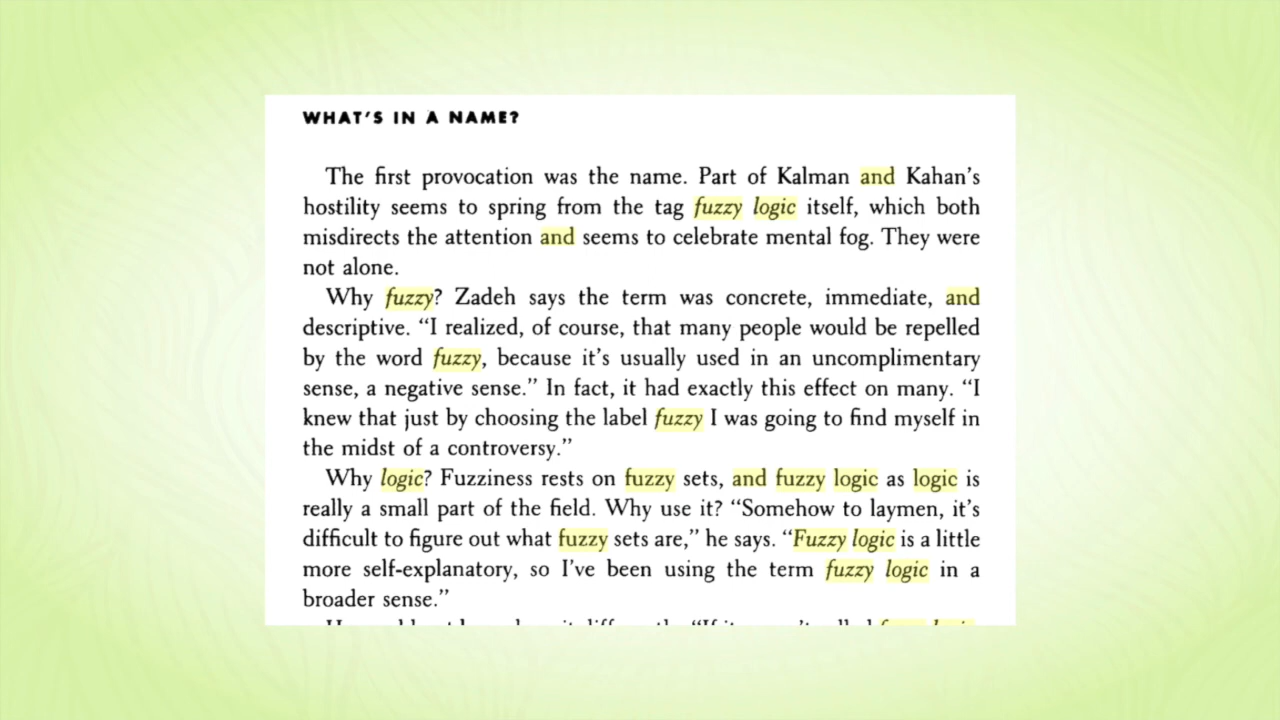 WHAT'S IN A NAME?
The first provocation was the name. Part of Kalman and Kahan's
hostility seems to spring from the tag fuzzy logic itself, which both
misdirects the attention and seems to celebrate mental fog. They were
not alone.
Why fuzzy? Zadeh says the term was concrete, immediate, and
descriptive. “I realized, of course, that many people would be repelled
by the word fuzzy, because it's usually used in an uncomplimentary
sense, a negative sense.” In fact, it had exactly this effect on many. “I
knew that just by choosing the label fuzzy I was going to find myself in
the midst of a controversy.”
Why logic? Fuzziness rests on fuzzy sets, and fuzzy logic as logic is
really a small part of the field. Why use it? “Somehow to laymen, it's
difficult to figure out what fuzzy sets are,” he says. “Fuzzy logic is a little
more self-explanatory, so I've been using the term fuzzy logic in a
broader sense.”